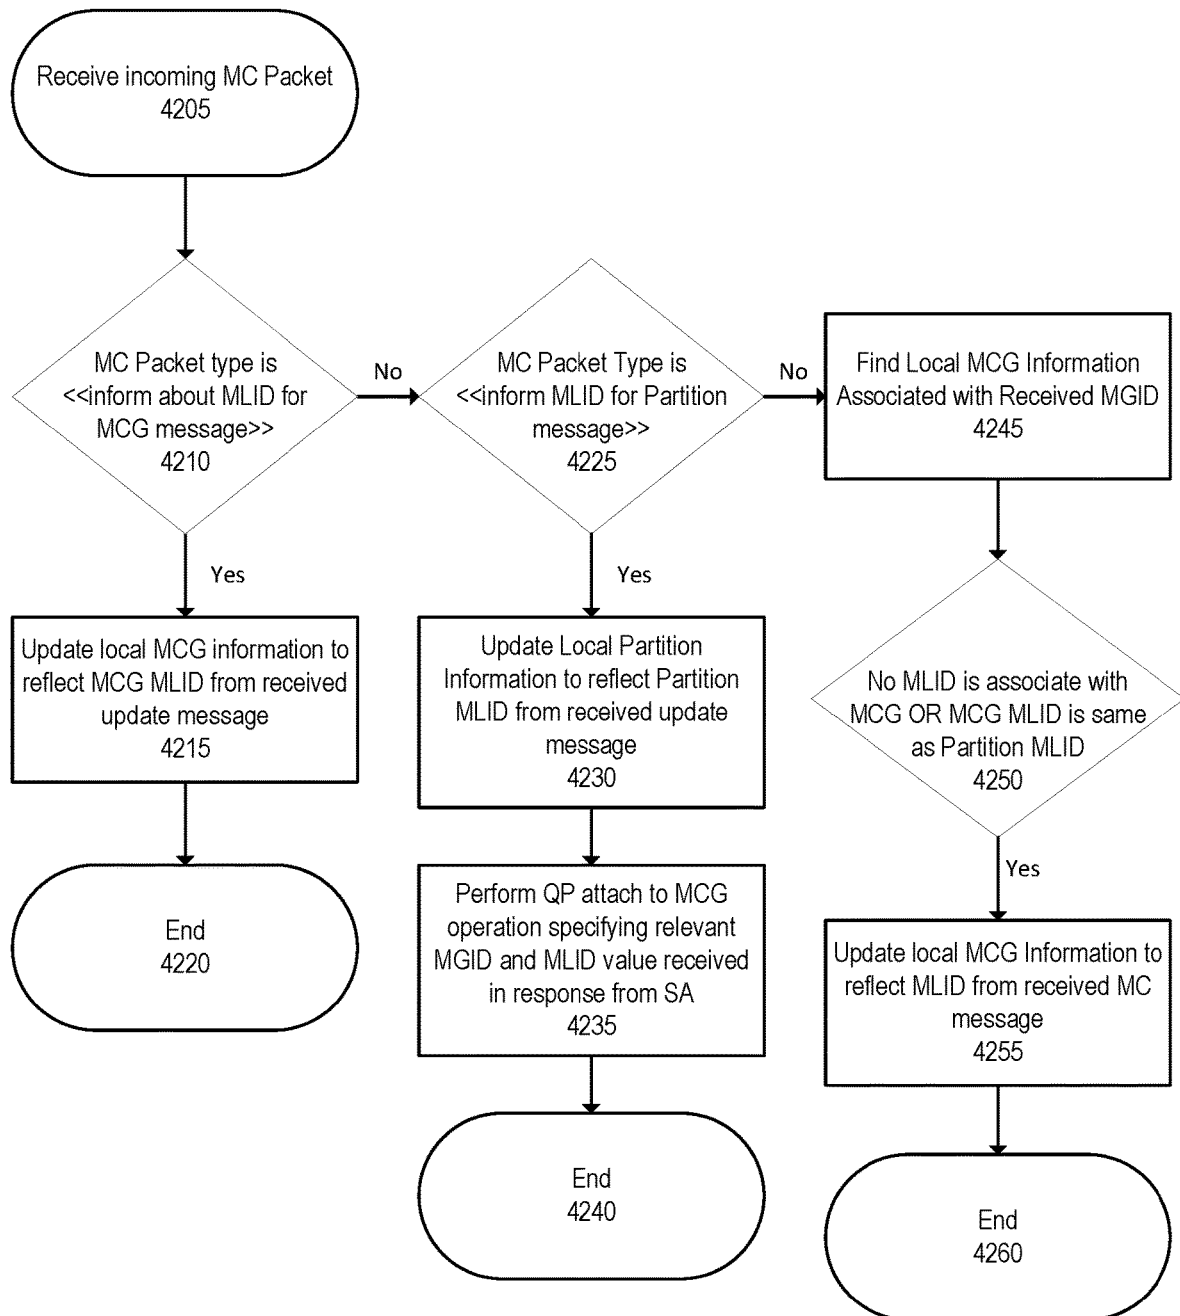 Receive incoming MC Packet
4205
MC Packet type is
<<inform about MLID for
MCG message>>
4210
No
MC Packet Type is
<<inform MLID for Partition
message>>
4225
No
Find Local MCG Information
Associated with Received MGID
4245
Yes
Update local MCG information to
reflect MCG MLID from received
update message
4215
End
4220
Yes
Update Local Partition
Information to reflect Partition
MLID from received update
message
4230
Perform QP attach to MCG
operation specifying relevant
MGID and MLID value received
in response from SA
4235
End
4240
No MLID is associate with
MCG OR MCG MLID is same
as Partition MLID
4250
Yes
Update local MCG Information to
reflect MLID from received MC
message
4255
End
4260